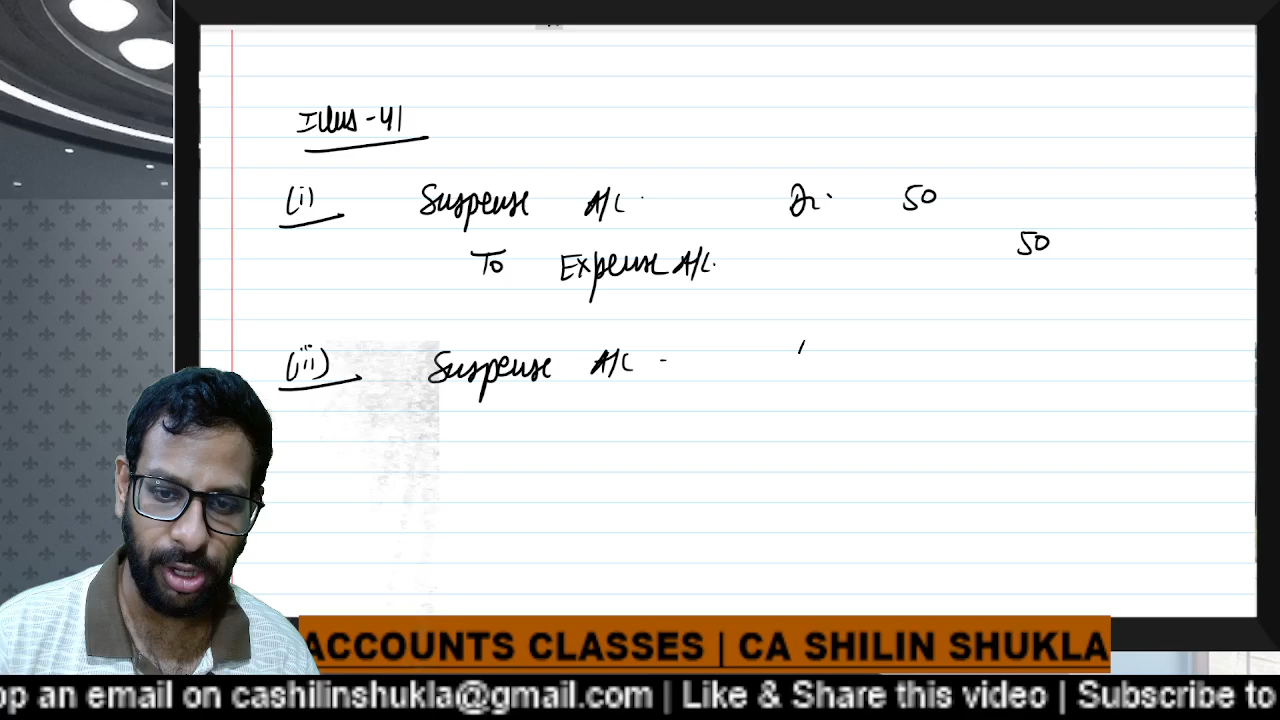 Illus-41
(i) Suspense A/c. Dr. 50
To Expense A/c. 50
(iii) Suspense A/c -
ACCOUNTS CLASSES | CA SHILIN SHUKLA
op an email on cashilinshukla@gmail.com | Like & Share this video | Subscribe to